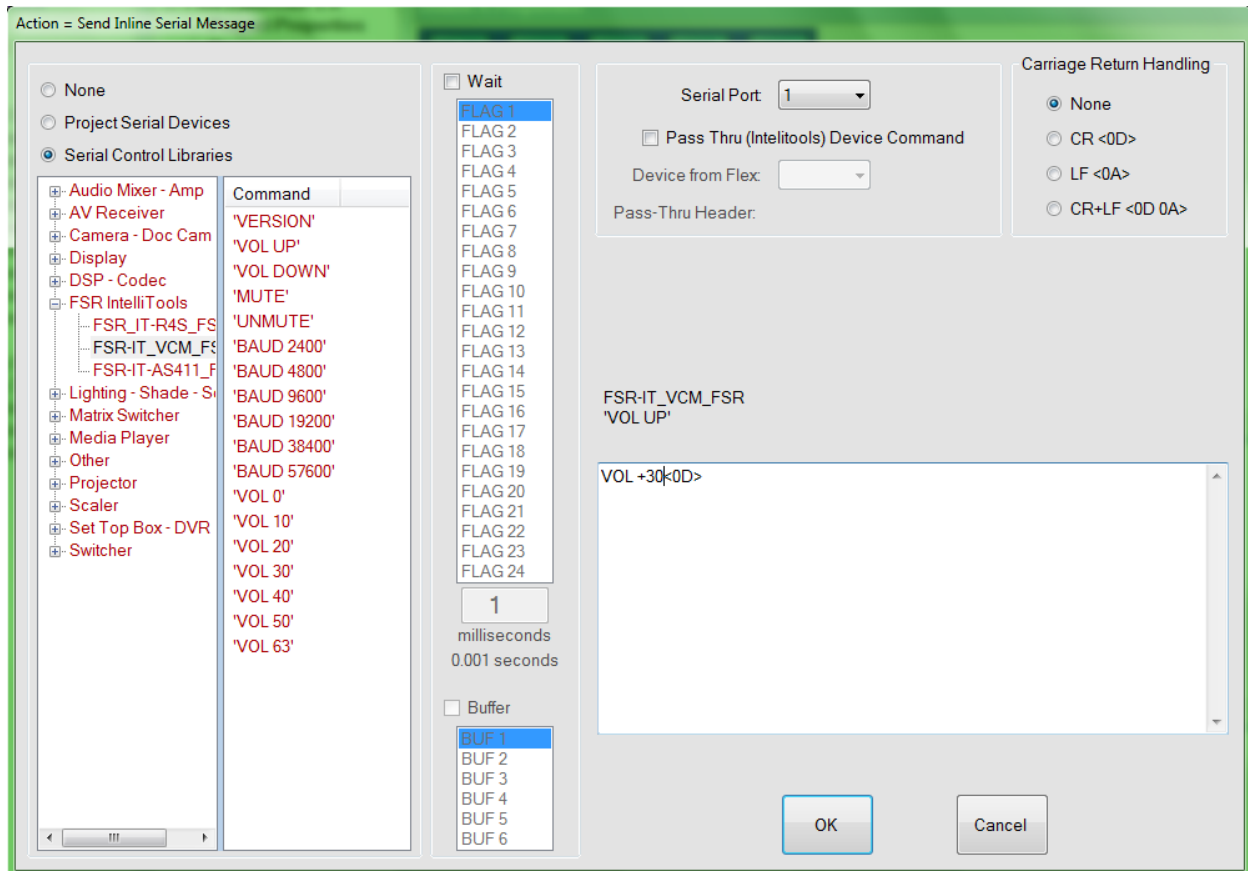 Action = Send Inline Serial Message
None
Project Serial Devices
Serial Control Libraries
Audio Mixer - Amp
AV Receiver
Camera - Doc Cam
Display
DSP - Codec
FSR IntelliTools
FSR_IT-R4S_FS
FSR-IT_VCM_FS
FSR-IT-AS411_F
Lighting - Shade - S
Matrix Switcher
Media Player
Other
Projector
Scaler
Set Top Box - DVR
Switcher
Command
'VERSION'
'VOL UP'
'VOL DOWN'
'MUTE'
'UNMUTE'
'BAUD 2400'
'BAUD 4800'
'BAUD 9600'
'BAUD 19200'
'BAUD 38400'
'BAUD 57600'
'VOL 0'
'VOL 10'
'VOL 20'
'VOL 30'
'VOL 40'
'VOL 50'
'VOL 63'
Wait
FLAG 1
FLAG 2
FLAG 3
FLAG 4
FLAG 5
FLAG 6
FLAG 7
FLAG 8
FLAG 9
FLAG 10
FLAG 11
FLAG 12
FLAG 13
FLAG 14
FLAG 15
FLAG 16
FLAG 17
FLAG 18
FLAG 19
FLAG 20
FLAG 21
FLAG 22
FLAG 23
FLAG 24
1
milliseconds
0.001 seconds
Buffer
BUF 1
BUF 2
BUF 3
BUF 4
BUF 5
BUF 6
Serial Port: 1
Pass Thru (Intelitools) Device Command
Device from Flex:
Pass-Thru Header:
Carriage Return Handling
None
CR <0D>
LF <0A>
CR+LF <0D 0A>
FSR-IT_VCM_FSR
'VOL UP'
VOL +30<0D>
OK
Cancel